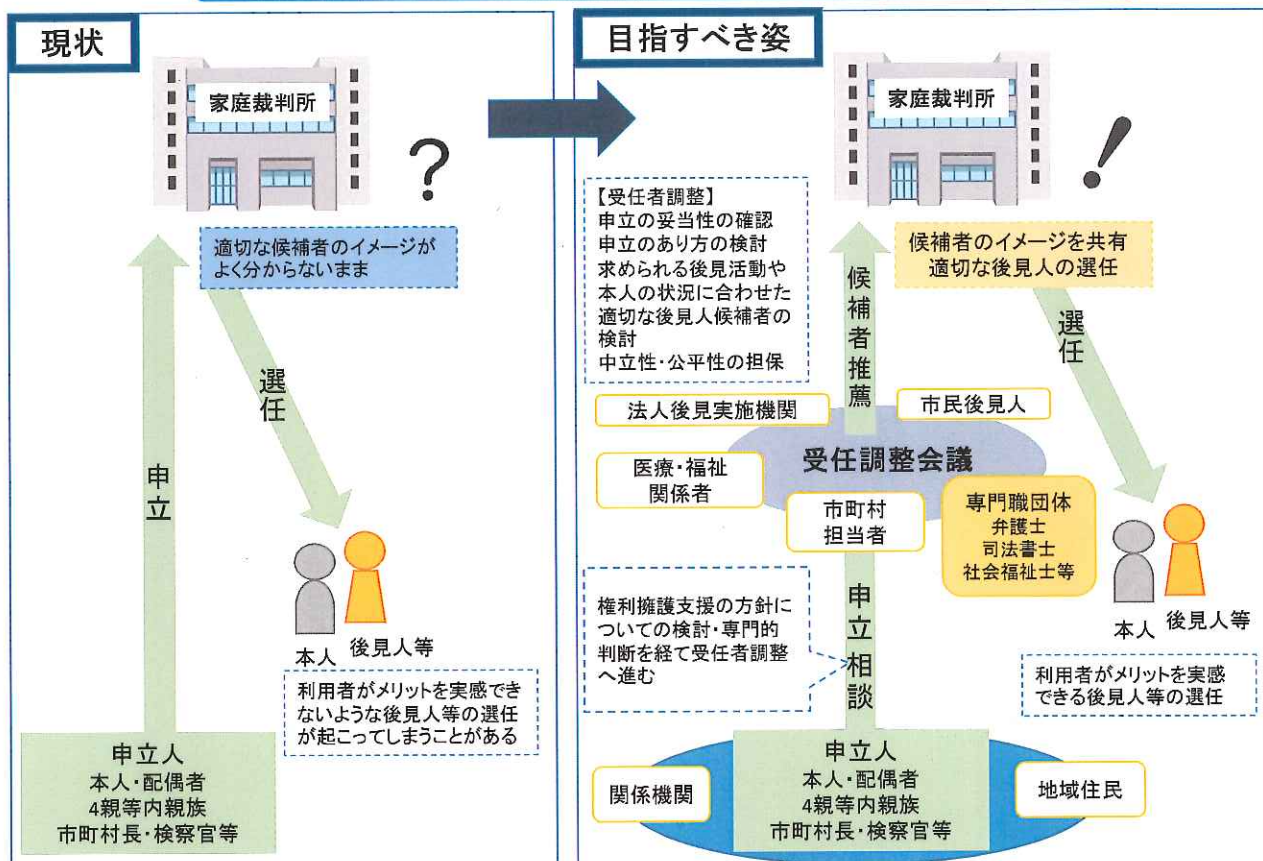 現状
家庭裁判所
?
適切な候補者のイメージが
よく分からないまま
選任
申立
本人
後見人等
利用者がメリットを実感でき
ないような後見人等の選任
が起こってしまうことがある
申立人
本人・配偶者
4親等内親族
市町村長・検察官等
目指すべき姿
家庭裁判所
!
【受任者調整】
申立の妥当性の確認
申立のあり方の検討
求められる後見活動や
本人の状況に合わせた
適切な後見人候補者の
検討
中立性・公平性の担保
候補者推薦
候補者のイメージを共有
適切な後見人の選任
選任
法人後見実施機関
市民後見人
受任調整会議
医療・福祉
関係者
市町村
担当者
専門職団体
弁護士
司法書士
社会福祉士等
権利擁護支援の方針に
ついての検討・専門的
判断を経て受任者調整
へ進む
申立相談
本人
後見人等
利用者がメリットを実感
できる後見人等の選任
関係機関
申立人
本人・配偶者
4親等内親族
市町村長・検察官等
地域住民